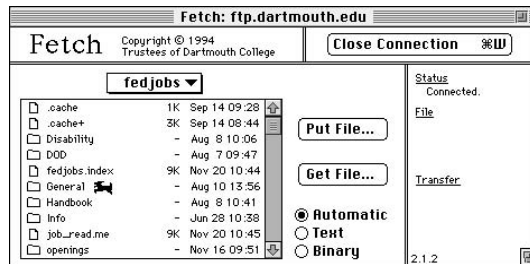 Fetch: ftp.dartmouth.edu
Fetch
Copyright © 1994
Trustees of Dartmouth College
Close Connection ⌘W
fedjobs ▼
.cache 1K Sep 14 09:28
.cache+ 3K Sep 14 08:44
Disability - Aug 8 10:06
DOD - Aug 7 09:47
fedjobs.index 9K Nov 20 10:44
General - Aug 10 13:56
Handbook - Aug 8 10:41
Info - Jun 28 10:38
job_read.me 9K Nov 20 10:45
openings - Nov 16 09:51
Put File...
Get File...
Automatic
Text
Binary
Status
Connected.
File
Transfer
2.1.2